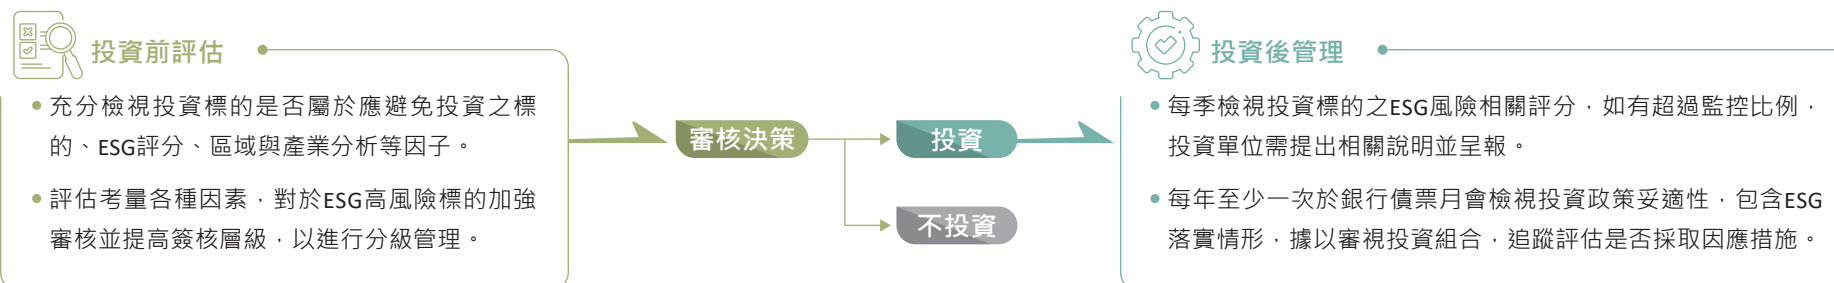 投資前評估
• 充分檢視投資標的是否屬於應避免投資之標
的、ESG評分、區域與產業分析等因子。
• 評估考量各種因素，對於ESG高風險標的加強
審核並提高簽核層級，以進行分級管理。
審核決策
投資
不投資
投資後管理
• 每季檢視投資標的之ESG風險相關評分，如有超過監控比例，
投資單位需提出相關說明並呈報。
• 每年至少一次於銀行債票月會檢視投資政策妥適性，包含ESG
落實情形，據以審視投資組合，追蹤評估是否採取因應措施。